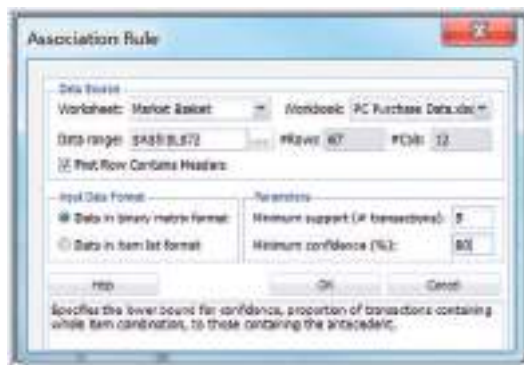 Association Rule
Data Source
Worksheet: Market Basket Workbook: PC Purchase Data.xlsx
Data range: #Rows: 67 #Cols: 12
First Row Contains Headers
Input Data Format
Data in binary matrix format
Data in item list format
Parameters
Minimum support (# transactions): 5
Minimum confidence (%): 80
Help OK Cancel
Specifies the lower bound for confidence, proportion of transactions containing
whole item combination, to those containing the antecedent.